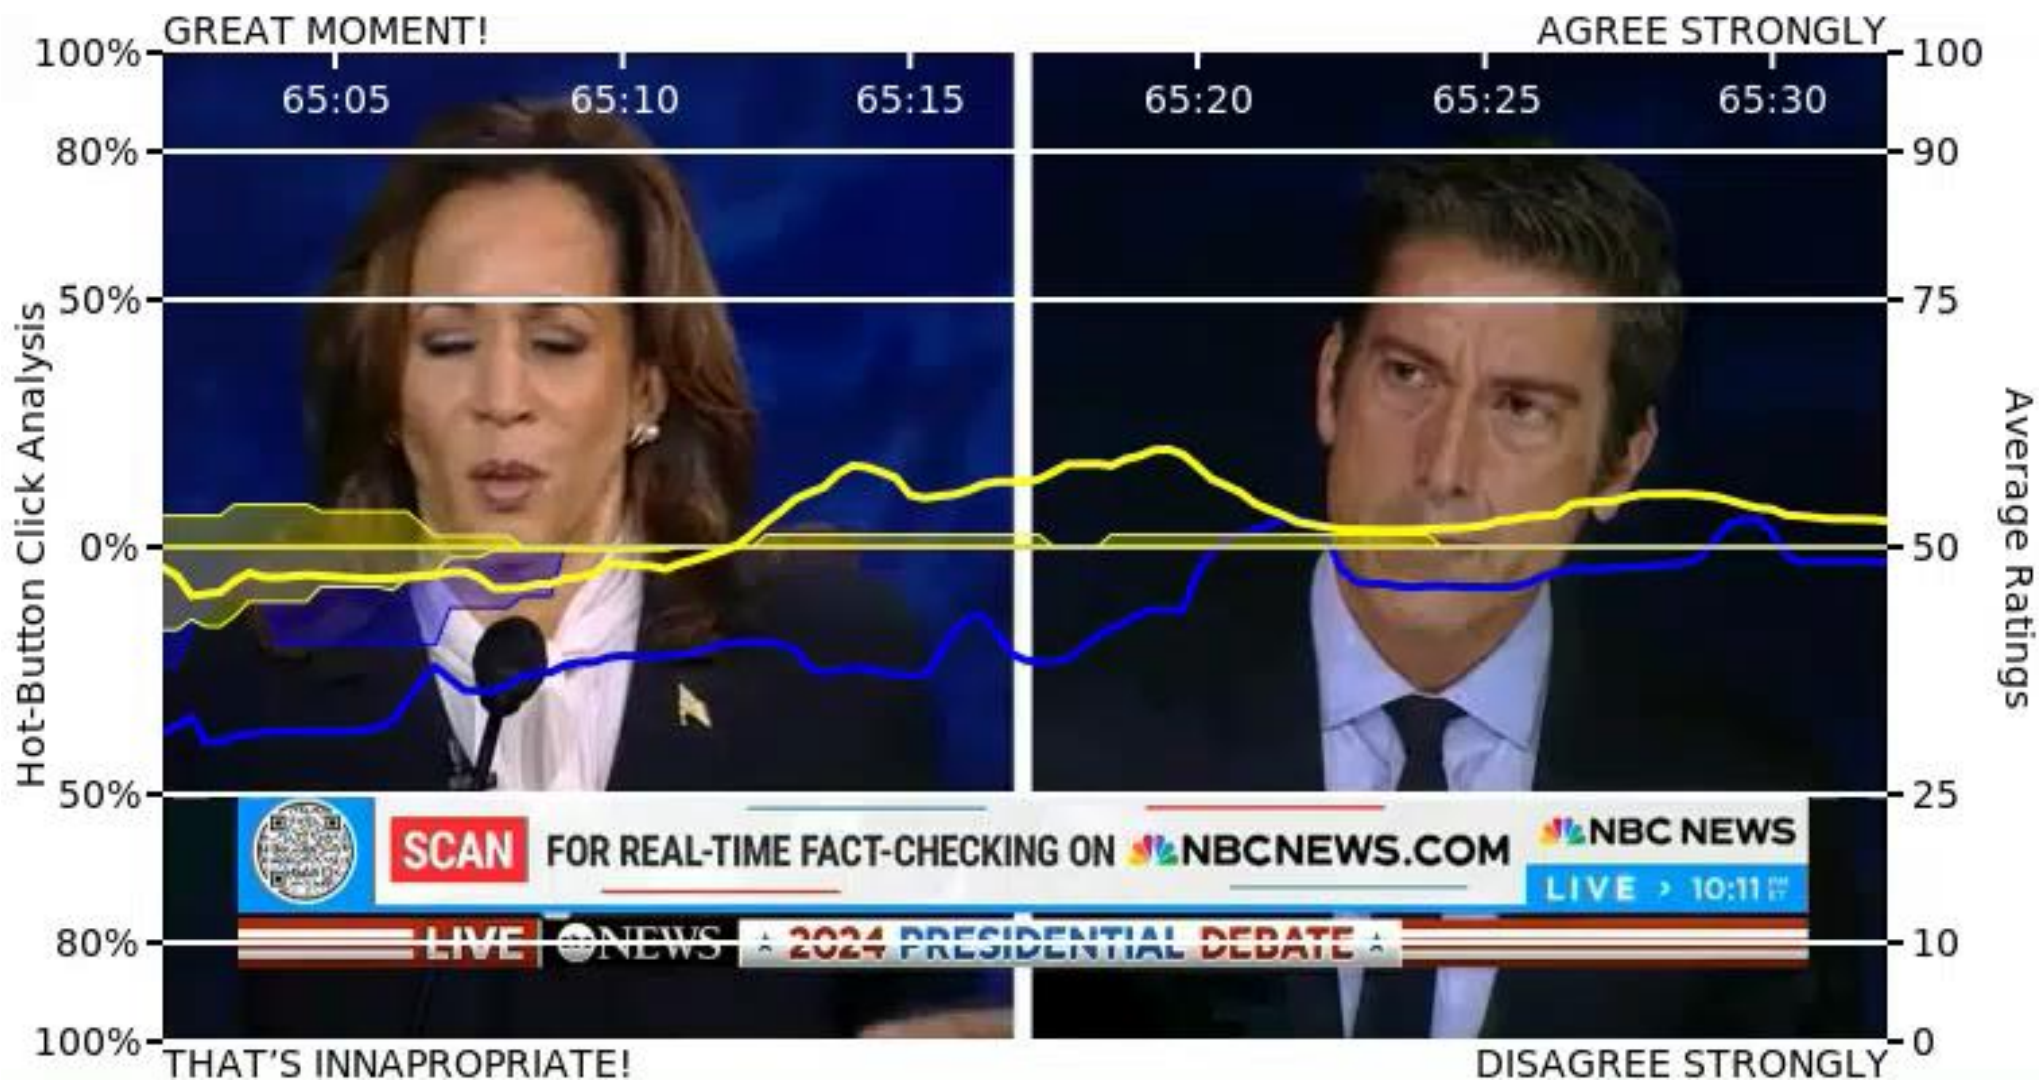 GREAT MOMENT!
AGREE STRONGLY
100%
100
65:05
65:10
65:15
65:20
65:25
65:30
80%
90
50%
75
Hot-Button Click Analysis
Average Ratings
0%
50
50%
25
SCAN
FOR REAL-TIME FACT-CHECKING ON
NBCNEWS.COM
NBC NEWS
LIVE > 10:11 PM ET
80%
10
LIVE
abc NEWS
2024 PRESIDENTIAL DEBATE
100%
0
THAT'S INNAPROPRIATE!
DISAGREE STRONGLY